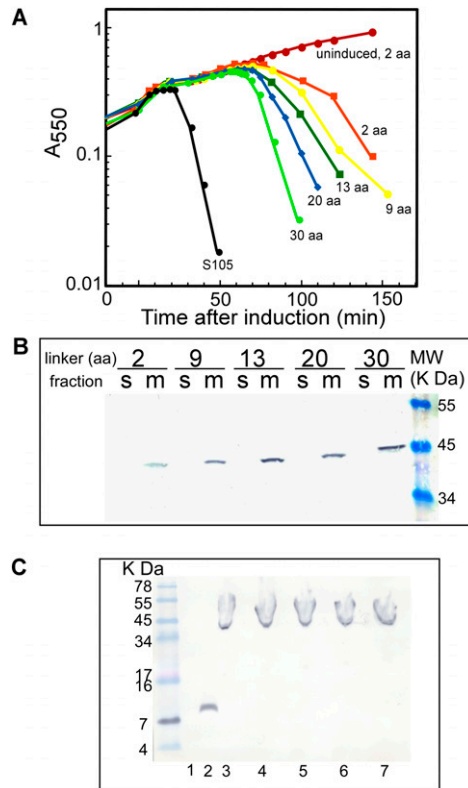 A
1
0.1
0.01
A550
uninduced, 2 aa
2 aa
9 aa
13 aa
20 aa
30 aa
S105
0 50 100 150
Time after induction (min)
B
linker (aa) 2 9 13 20 30 MW
fraction s m s m s m s m s m (K Da)
55
45
34
C
K Da
78
55
45
34
17
16
7
4
1 2 3 4 5 6 7